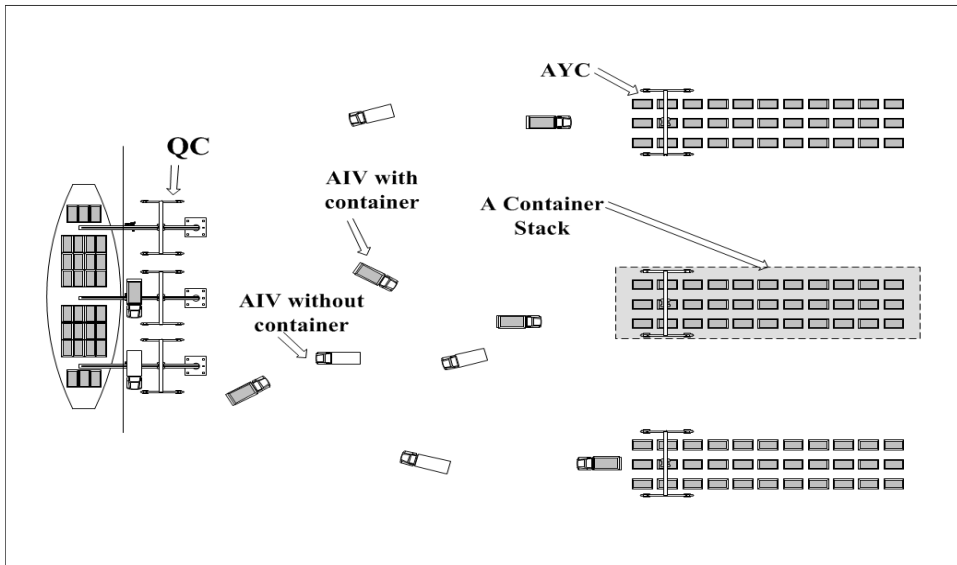 AYC
QC
AIV with
container
A Container
Stack
AIV without
container